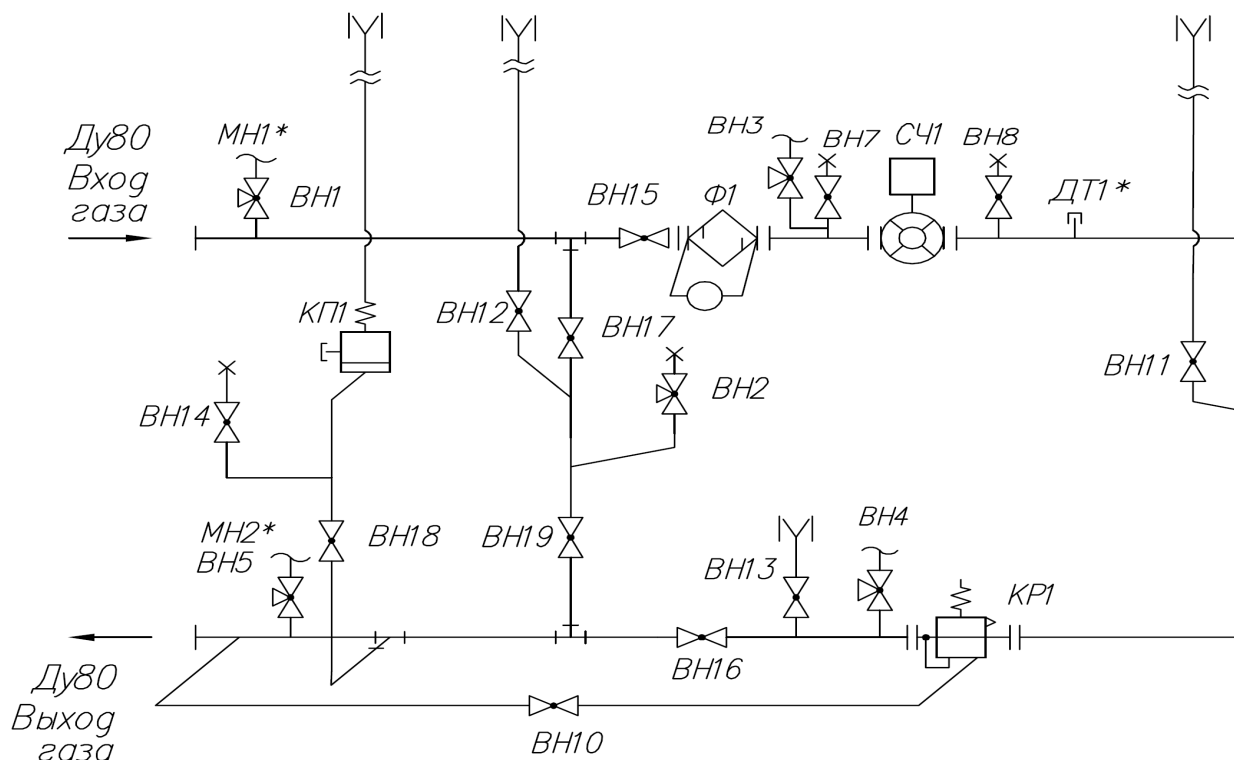 Ду80
Вход
газа
МН1*
ВН1
ВН15
Ф1
ВН3
ВН7
СЧ1
ВН8
ДТ1*
КП1
ВН12
ВН17
ВН2
ВН11
ВН14
МН2*
ВН5
ВН18
ВН19
ВН13
ВН4
КР1
ВН16
Ду80
Выход
газа
ВН10